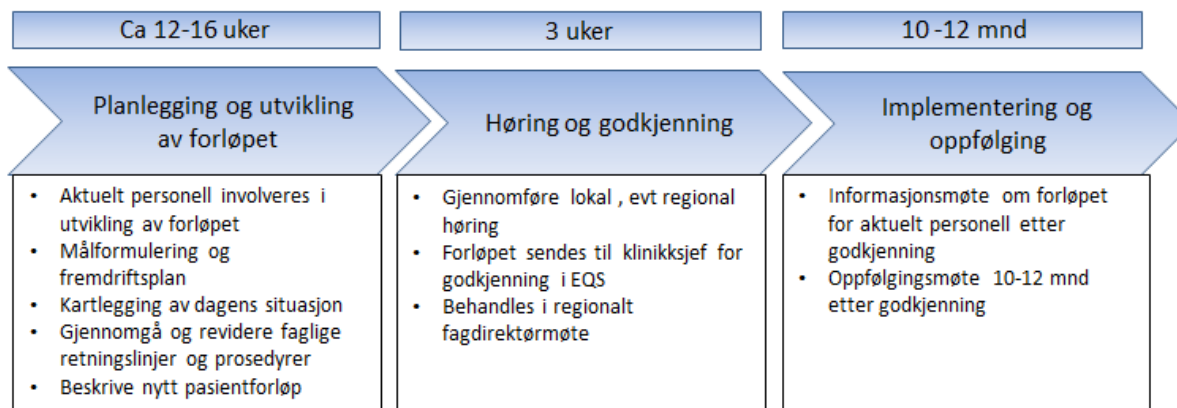 Ca 12-16 uker
Planlegging og utvikling
av forløpet
• Aktuelt personell involveres i
utvikling av forløpet
• Målformulering og
fremdriftsplan
• Kartlegging av dagens situasjon
• Gjennomgå og revidere faglige
retningslinjer og prosedyrer
• Beskrive nytt pasientforløp
3 uker
Høring og godkjenning
• Gjennomføre lokal , evt regional
høring
• Forløpet sendes til klinikksjef for
godkjenning i EQS
• Behandles i regionalt
fagdirektørmøte
10 -12 mnd
Implementering og
oppfølging
• Informasjonsmøte om forløpet
for aktuelt personell etter
godkjenning
• Oppfølgingsmøte 10-12 mnd
etter godkjenning